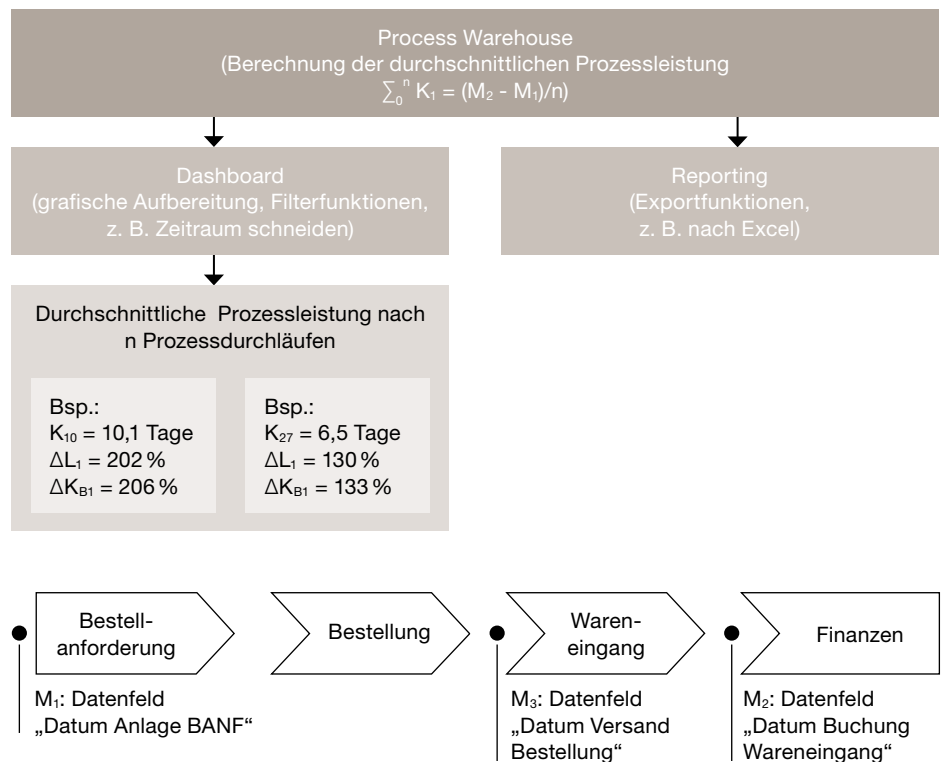 Process Warehouse
(Berechnung der durchschnittlichen Prozessleistung
∑₀ⁿ K₁ = (M₂ - M₁)/n)
Dashboard
(grafische Aufbereitung, Filterfunktionen,
z. B. Zeitraum schneiden)
Reporting
(Exportfunktionen,
z. B. nach Excel)
Durchschnittliche Prozessleistung nach
n Prozessdurchläufen
Bsp.:
K₁₀ = 10,1 Tage
ΔL₁ = 202 %
ΔK_B1 = 206 %
Bsp.:
K₂₇ = 6,5 Tage
ΔL₁ = 130 %
ΔK_B1 = 133 %
Bestell-
anforderung
Bestellung
Waren-
eingang
Finanzen
M₁: Datenfeld
„Datum Anlage BANF“
M₃: Datenfeld
„Datum Versand
Bestellung“
M₂: Datenfeld
„Datum Buchung
Wareneingang“